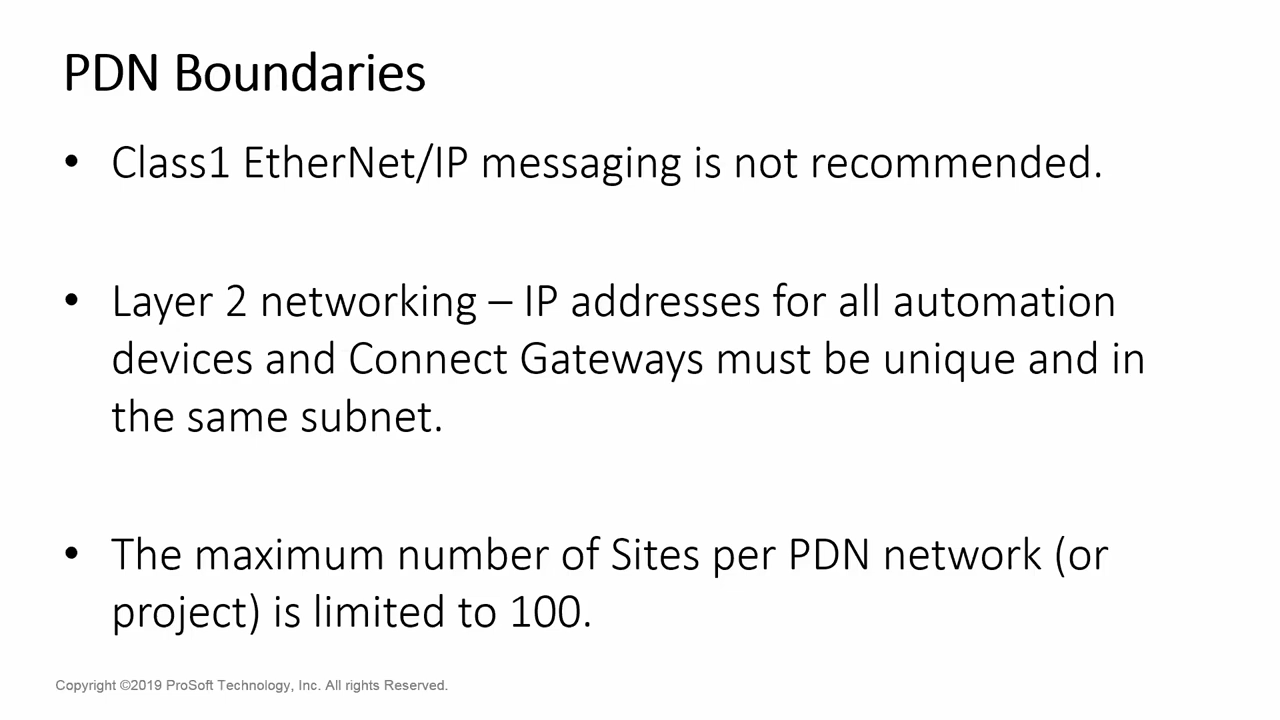 PDN Boundaries
• Class1 EtherNet/IP messaging is not recommended.
• Layer 2 networking – IP addresses for all automation
devices and Connect Gateways must be unique and in
the same subnet.
• The maximum number of Sites per PDN network (or
project) is limited to 100.
Copyright ©2019 ProSoft Technology, Inc. All rights Reserved.